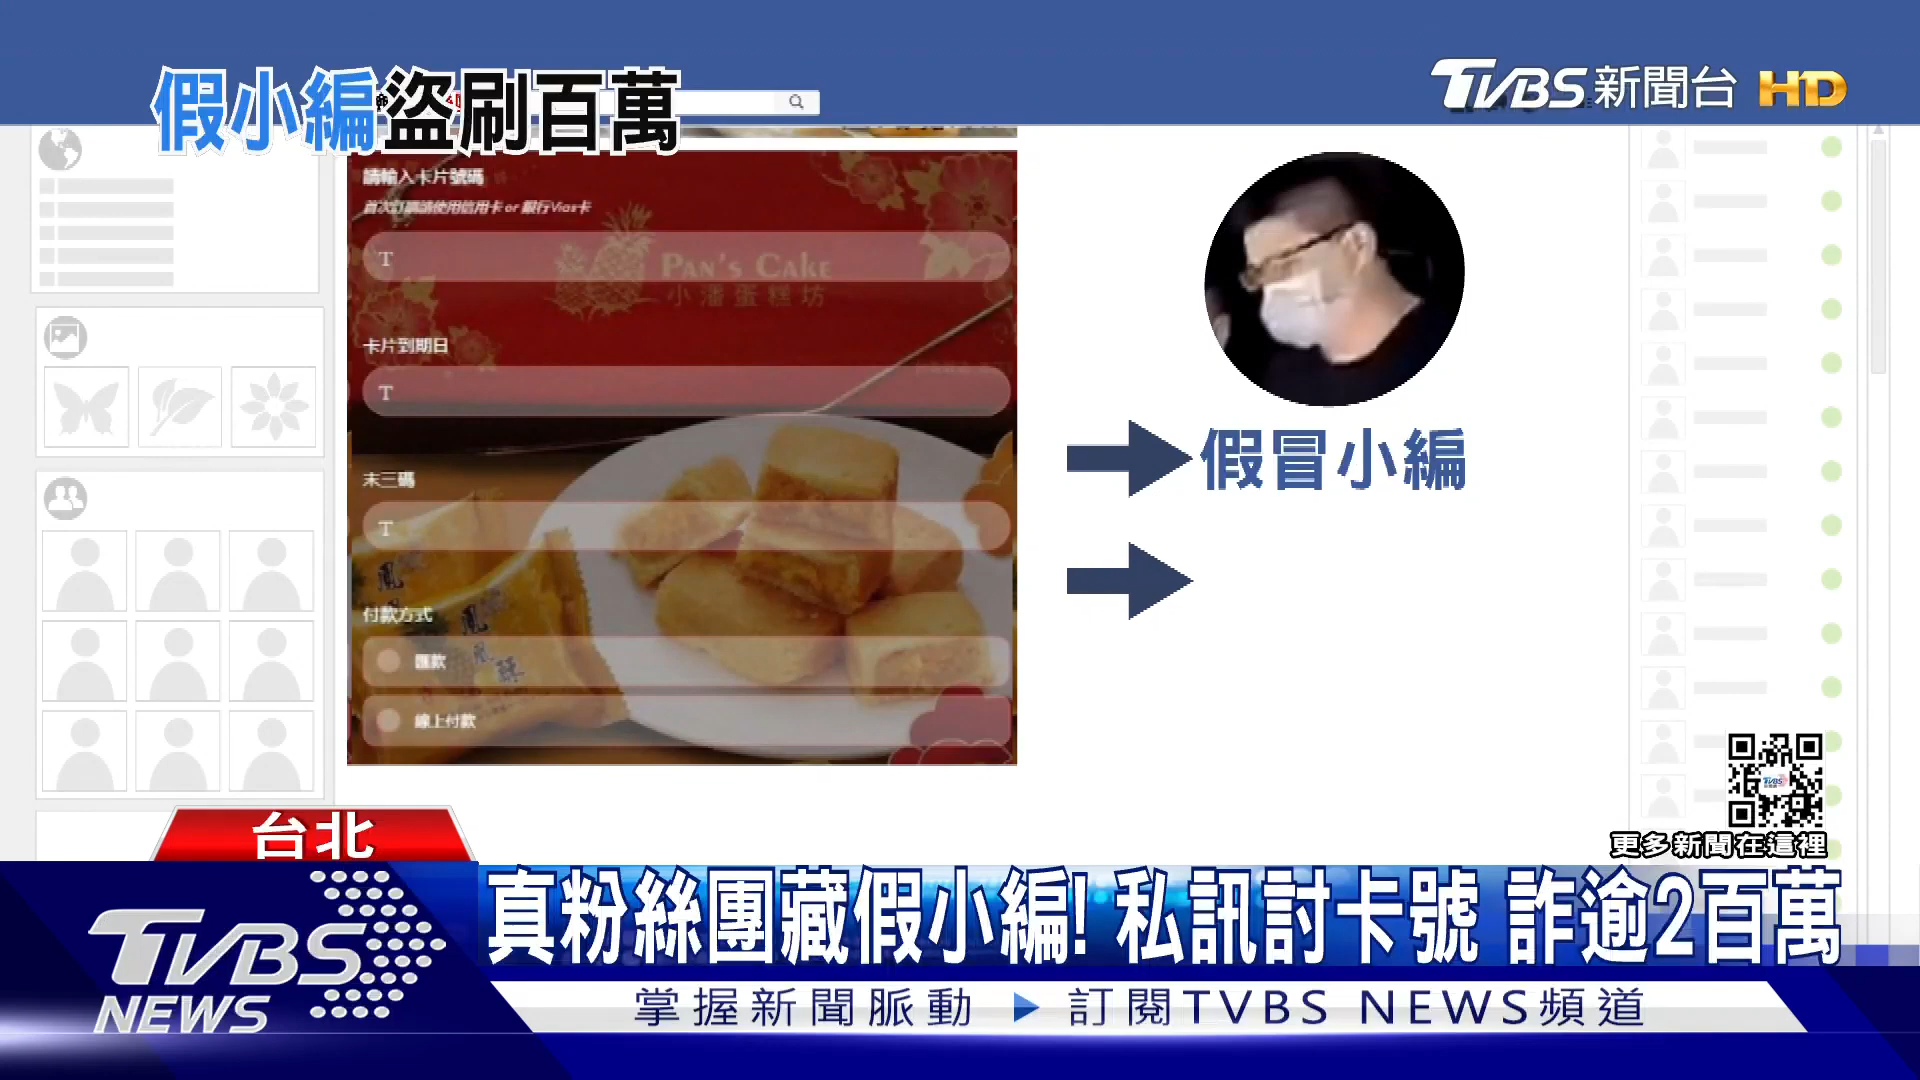 假小編盜刷百萬
TVBS新聞台 HD
請輸入卡片號碼
首次訂購請使用信用卡 or 銀行Vias卡
T
PAN'S CAKE
小潘蛋糕坊
卡片到期日
T
末三碼
T
付款方式
匯款
線上付款
鳳
鳳凰酥
假冒小編
TVBS
更多新聞在這裡
台北
真粉絲團藏假小編! 私訊討卡號 詐逾2百萬
TVBS NEWS
掌握新聞脈動 ▶ 訂閱TVBS NEWS頻道